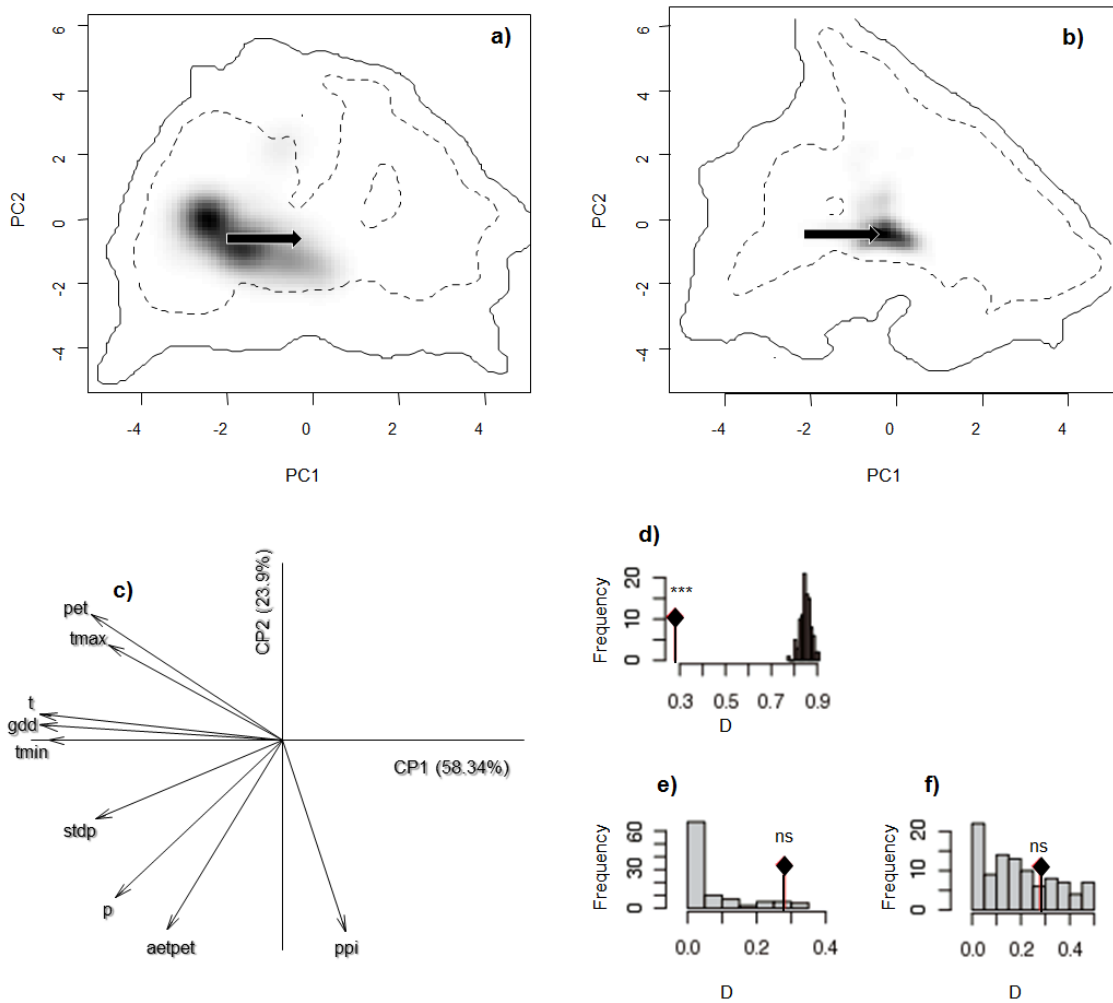 a)
6
4
2
0
-2
-4
PC2
-4
-2
0
2
4
PC1
b)
6
4
2
0
-2
-4
PC2
-4
-2
0
2
4
PC1
c)
CP2 (23.9%)
CP1 (58.34%)
pet
tmax
t
gdd
tmin
stdp
p
aetpet
ppi
d)
***
Frequency
20
10
0
0.3
0.5
0.7
0.9
D
e)
ns
Frequency
60
30
0
0.0
0.2
0.4
D
f)
ns
Frequency
20
10
0
0.0
0.2
0.4
D